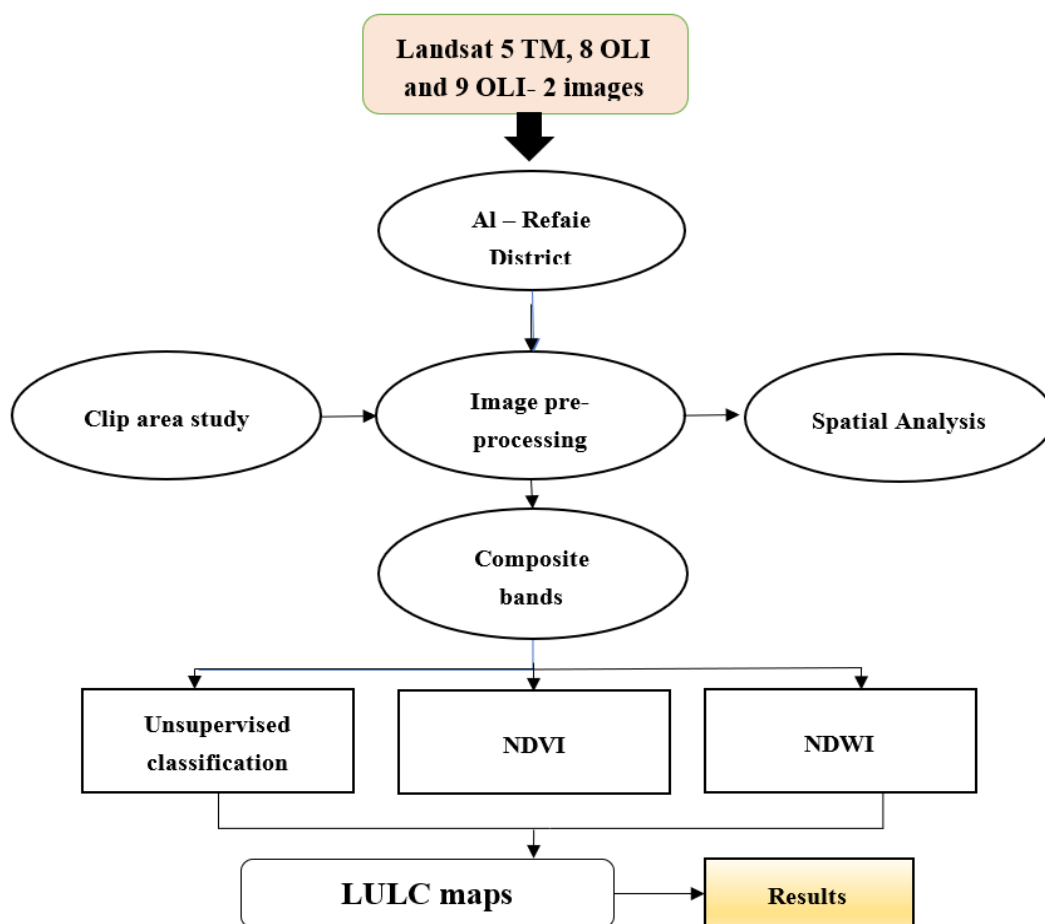 Landsat 5 TM, 8 OLI
and 9 OLI- 2 images
Al – Refaie
District
Clip area study
Image pre-
processing
Spatial Analysis
Composite
bands
Unsupervised
classification
NDVI
NDWI
LULC maps
Results